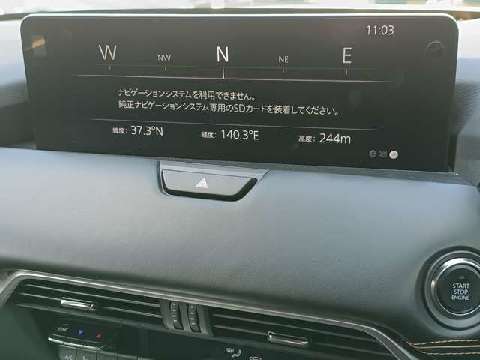 11:03
W NW N NE E
ナビゲーションシステムを利用できません。
純正ナビゲーションシステム専用のSDカードを装着してください。
緯度: 37.3°N 経度: 140.3°E 高度: 244m
START
STOP
ENGINE